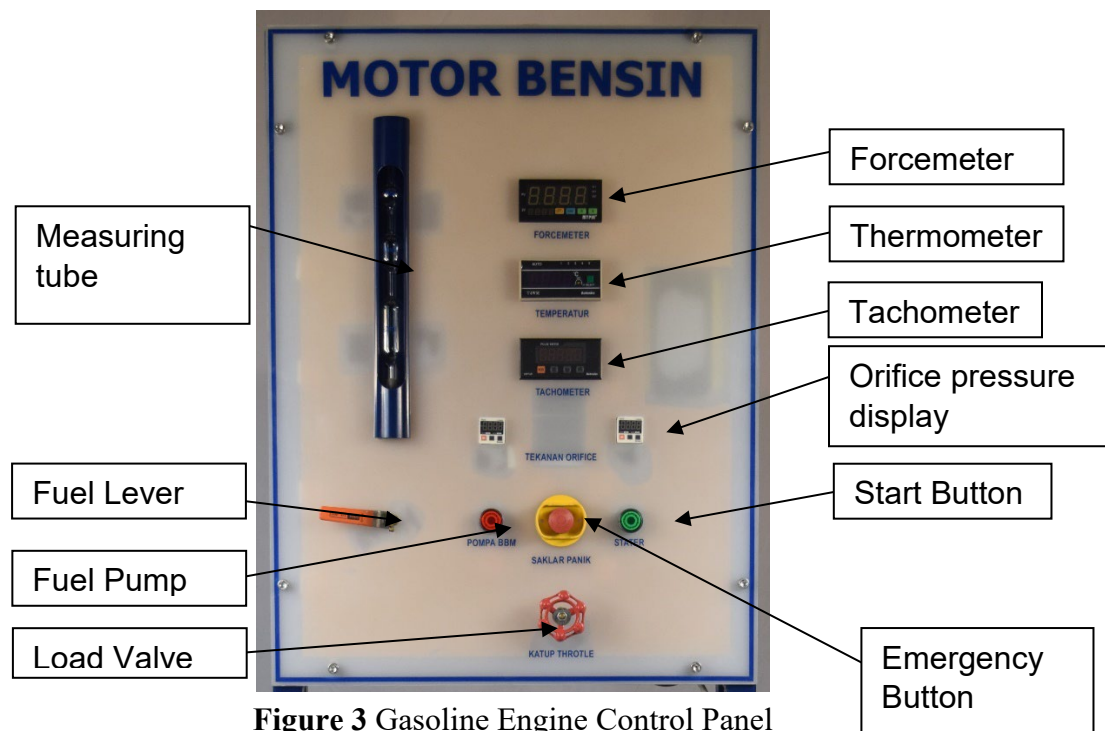 MOTOR BENSIN
Forcemeter
FORCEMETER
Measuring
tube
Thermometer
TEMPERATUR
Tachometer
TACHOMETER
Orifice pressure
display
TEKANAN ORIFICE
Fuel Lever
Start Button
POMPA BBM
STATER
SAKLAR PANIK
Fuel Pump
Load Valve
KATUP THROTLE
Emergency
Button
Figure 3 Gasoline Engine Control Panel